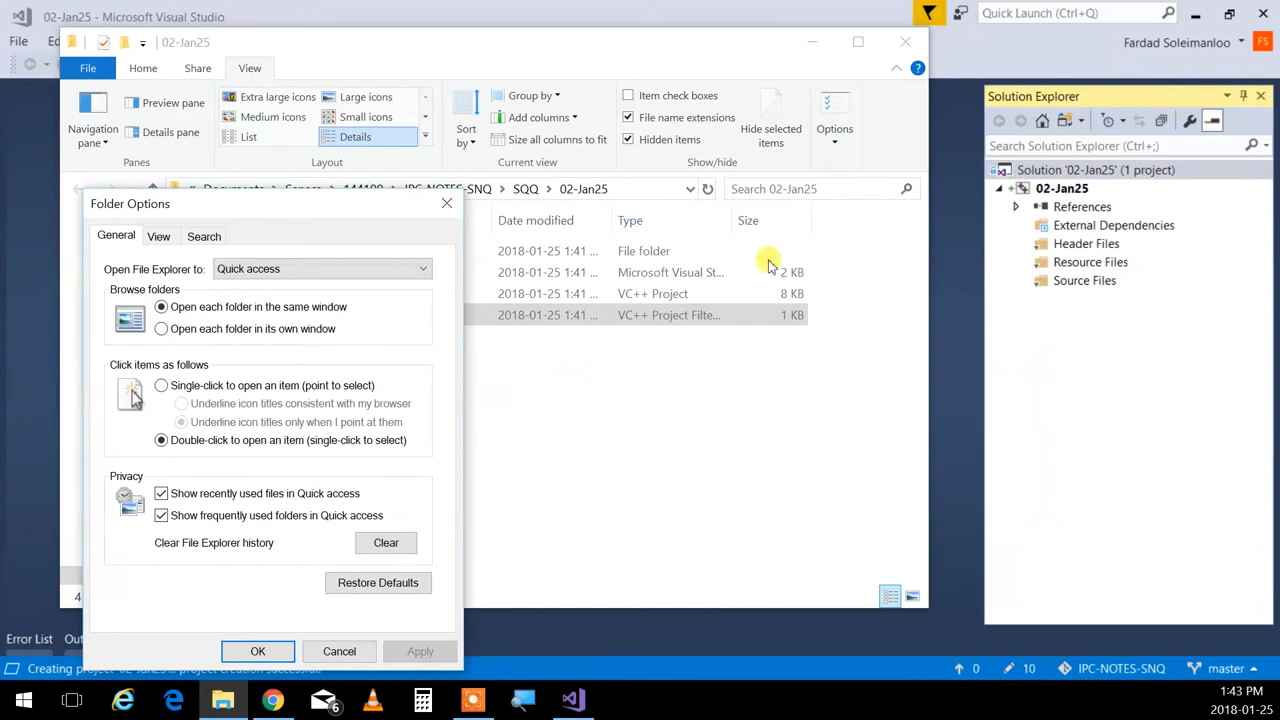 02-Jan25 - Microsoft Visual Studio
Quick Launch (Ctrl+Q)
File
Fardad Soleimanloo
FS
02-Jan25
File
Home
Share
View
Navigation
pane
Preview pane
Details pane
Panes
Extra large icons
Large icons
Medium icons
Small icons
List
Details
Layout
Sort
by
Group by
Add columns
Size all columns to fit
Current view
Item check boxes
File name extensions
Hidden items
Hide selected
items
Show/hide
Options
IPC-NOTES-SNQ
SQQ
02-Jan25
Search 02-Jan25
Date modified
Type
Size
2018-01-25 1:41 ...
File folder
2018-01-25 1:41 ...
Microsoft Visual St...
2 KB
2018-01-25 1:41 ...
VC++ Project
8 KB
2018-01-25 1:41 ...
VC++ Project Filte...
1 KB
4
Folder Options
General
View
Search
Open File Explorer to:
Quick access
Browse folders
Open each folder in the same window
Open each folder in its own window
Click items as follows
Single-click to open an item (point to select)
Underline icon titles consistent with my browser
Underline icon titles only when I point at them
Double-click to open an item (single-click to select)
Privacy
Show recently used files in Quick access
Show frequently used folders in Quick access
Clear File Explorer history
Clear
Restore Defaults
OK
Cancel
Apply
Solution Explorer
Search Solution Explorer (Ctrl+;)
Solution '02-Jan25' (1 project)
02-Jan25
References
External Dependencies
Header Files
Resource Files
Source Files
Error List
Out
Creating project '02-Jan25'... project creation successful.
0
10
IPC-NOTES-SNQ
master
6
1:43 PM
2018-01-25